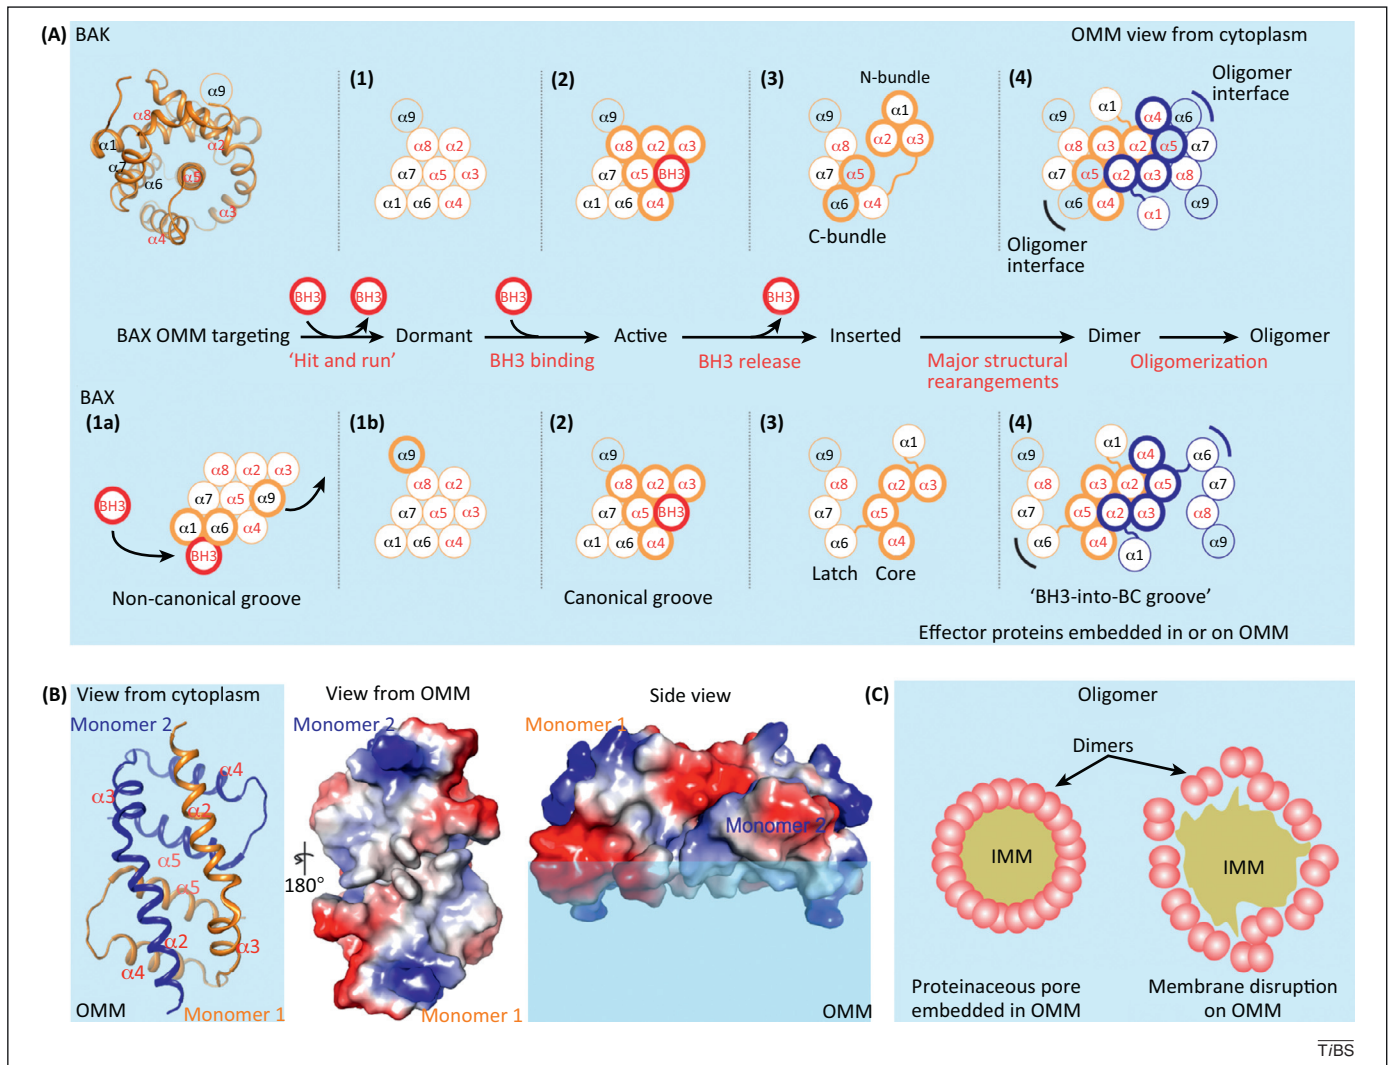 (A) BAK
OMM view from cytoplasm
α9
α8
α2
α1
α7
α5
α6
α3
α4
(1)
α9
α8 α2
α7 α5 α3
α1 α6 α4
(2)
α9
α8 α2 α3
α7 α5 BH3
α1 α6 α4
(3)
N-bundle
α1
α9
α2 α3
α8
α7 α5
α6 α4
C-bundle
(4)
Oligomer
interface
α1 α4 α6
α8 α3 α2 α5 α7
α5 α2 α3 α8
α6 α4 α1 α9
Oligomer
interface
BH3 BH3 BH3 BH3
BAX OMM targeting Dormant Active Inserted Dimer Oligomer
‘Hit and run’ BH3 binding BH3 release Major structural
rearangements
Oligomerization
BAX
(1a)
α8 α2 α3
BH3 α7 α5 α9
α1 α6 α4
BH3
Non-canonical groove
(1b)
α9
α8 α2
α7 α5 α3
α1 α6 α4
(2)
α9
α8 α2 α3
α7 α5 BH3
α1 α6 α4
Canonical groove
(3)
α9 α1
α8 α2 α3
α7 α5
α6 α4
Latch Core
(4)
α9 α1 α4 α6
α8 α3 α2 α5 α7
α7 α5 α2 α3 α8
α6 α4 α1 α9
‘BH3-into-BC groove’
Effector proteins embedded in or on OMM
(B) View from cytoplasm
Monomer 2
α4
α3
α2
α5
α5
α2
α3
α4
OMM
Monomer 1
View from OMM
Monomer 2
180°
Monomer 1
Side view
Monomer 1
Monomer 2
OMM
(C)
Oligomer
Dimers
IMM
IMM
Proteinaceous pore
embedded in OMM
Membrane disruption
on OMM
TiBS